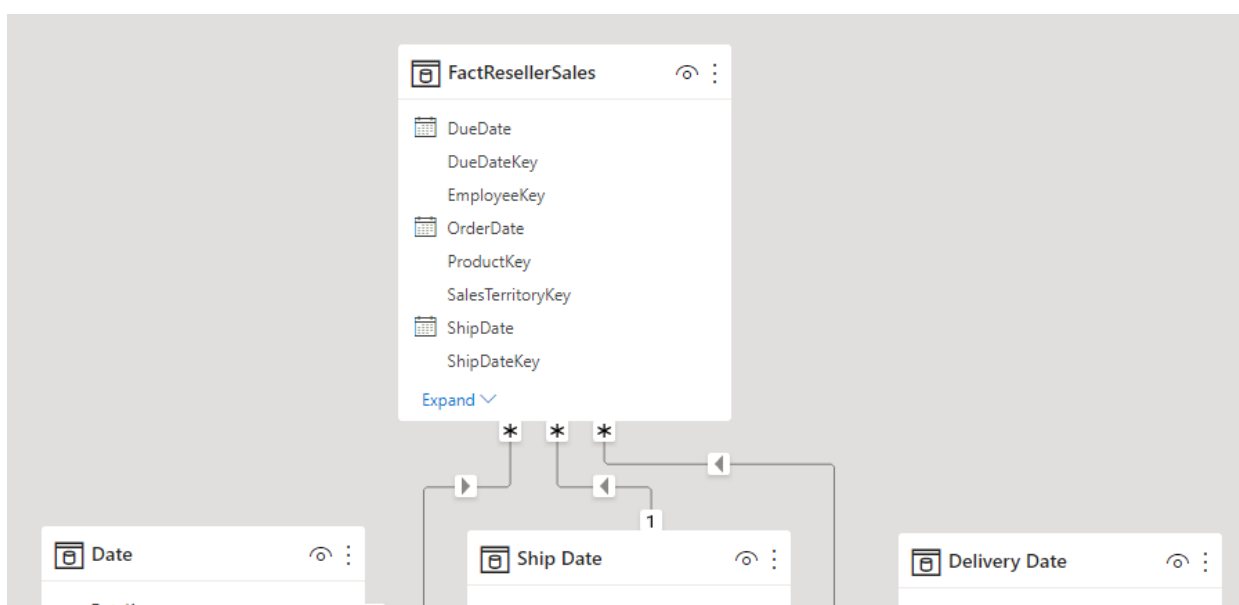 FactResellerSales
DueDate
DueDateKey
EmployeeKey
OrderDate
ProductKey
SalesTerritoryKey
ShipDate
ShipDateKey
Expand
* * *
1
Date
Ship Date
Delivery Date